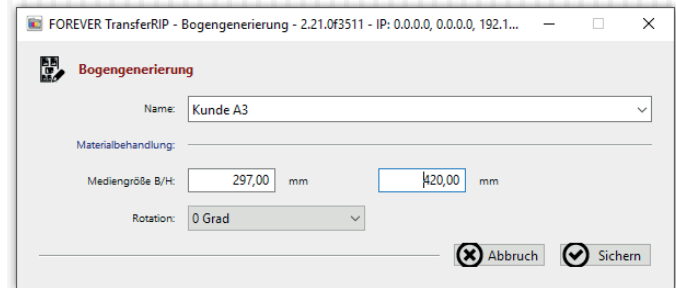 FOREVER TransferRIP - Bogengenerierung - 2.21.0f3511 - IP: 0.0.0.0, 0.0.0.0, 192.1...
Bogengenerierung
Name: Kunde A3
Materialbehandlung:
Mediengröße B/H: 297,00 mm 420,00 mm
Rotation: 0 Grad
Abbruch Sichern